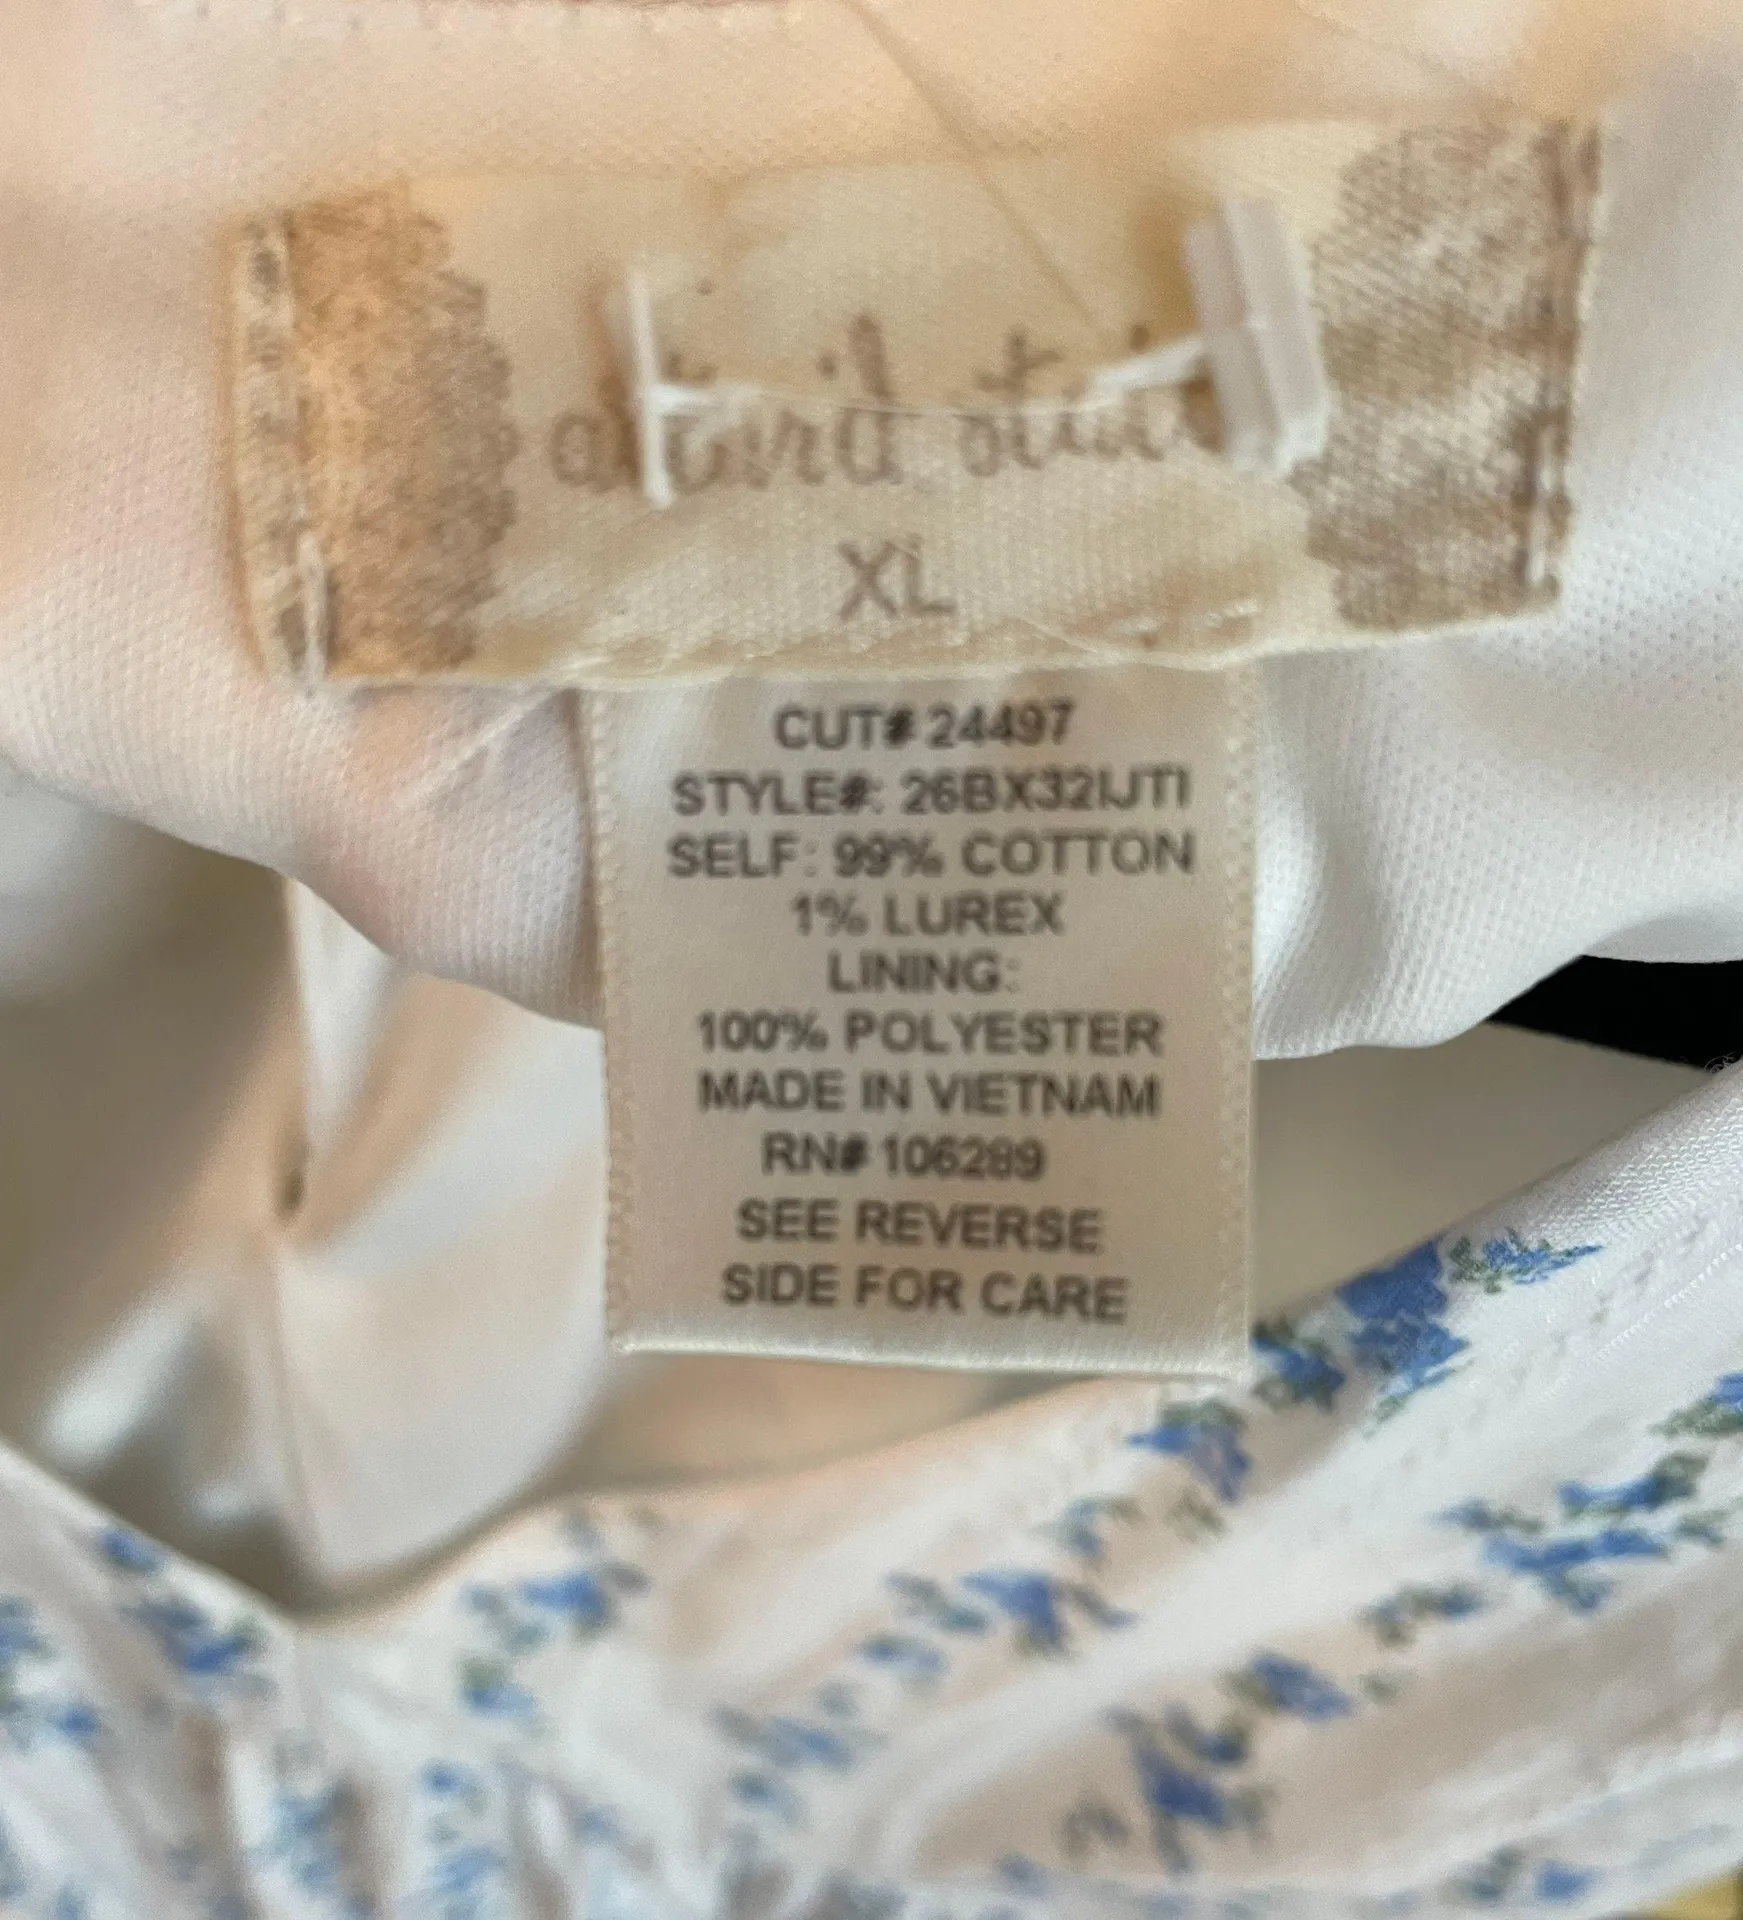 XL
CUT# 24497
STYLE#: 26BX32IJTI
SELF: 99% COTTON
1% LUREX
LINING:
100% POLYESTER
MADE IN VIETNAM
RN# 106289
SEE REVERSE
SIDE FOR CARE